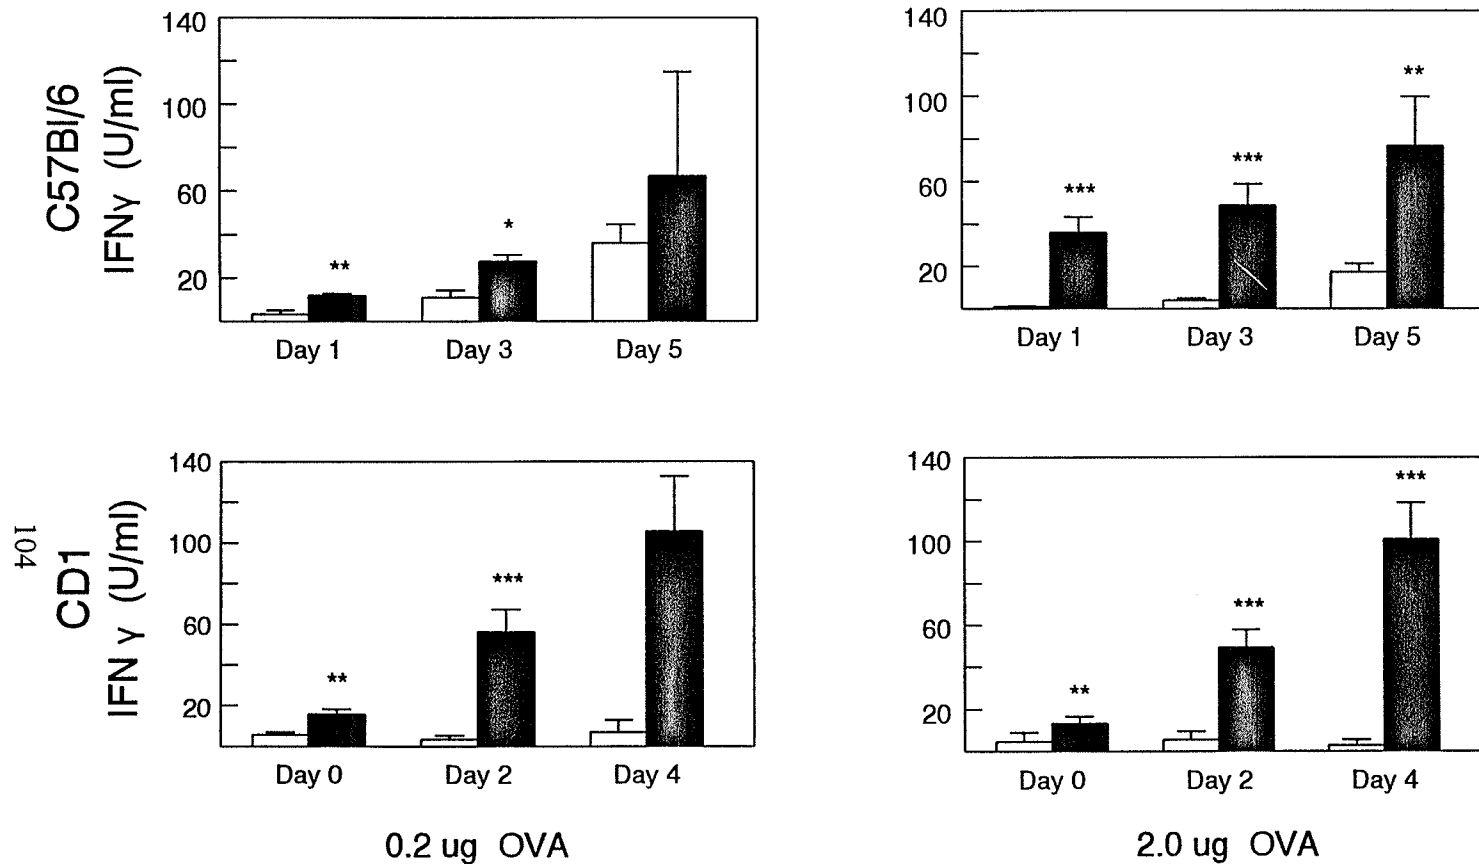 C57Bl/6
IFNγ (U/ml)
140
100
60
20
**
*
Day 1
Day 3
Day 5
140
100
60
20
***
***
**
Day 1
Day 3
Day 5
104
CD1
IFN γ (U/ml)
140
100
60
20
**
***
Day 0
Day 2
Day 4
0.2 ug OVA
140
100
60
20
**
***
***
Day 0
Day 2
Day 4
2.0 ug OVA